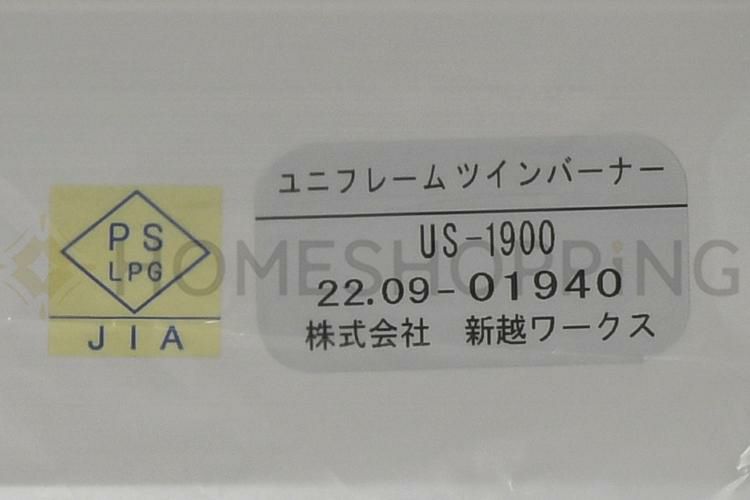 PS
LPG
JIA
ユニフレーム ツインバーナー
US-1900
22.09-01940
株式会社 新越ワークス
HOMESHOPPiNG